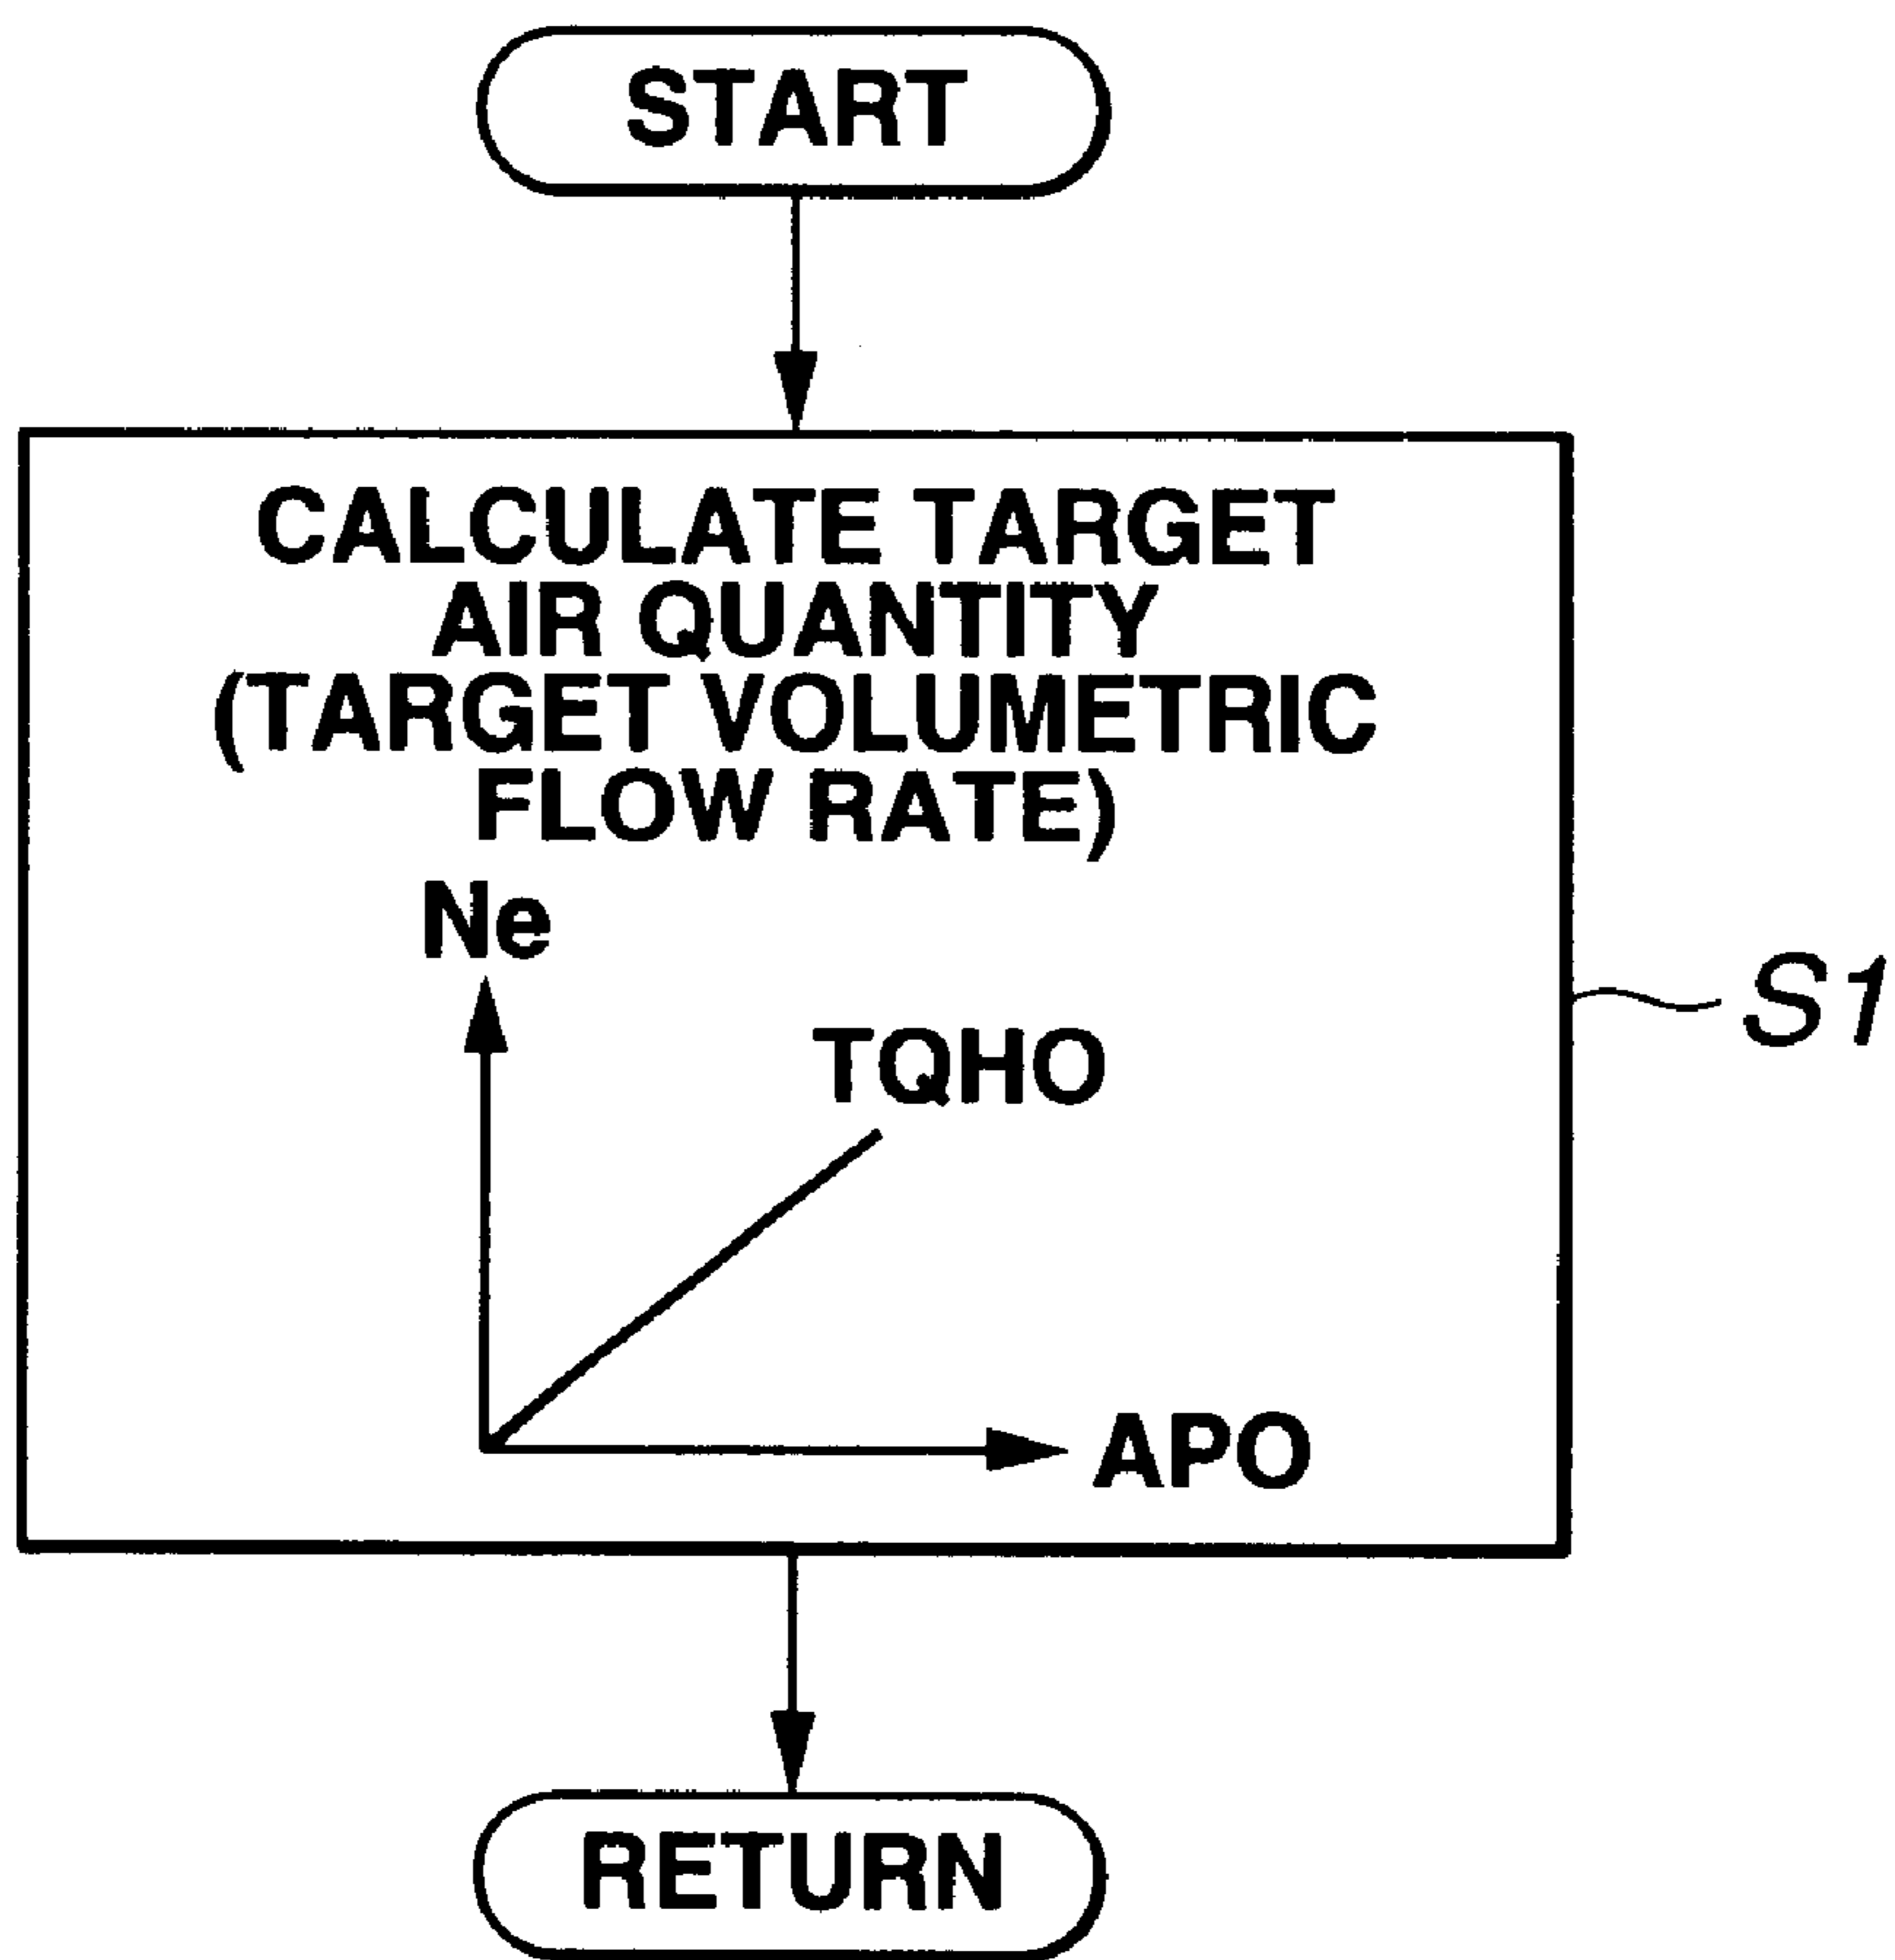 START
CALCULATE TARGET
AIR QUANTITY
(TARGET VOLUMETRIC
FLOW RATE)
Ne
TQHO
S1
APO
RETURN